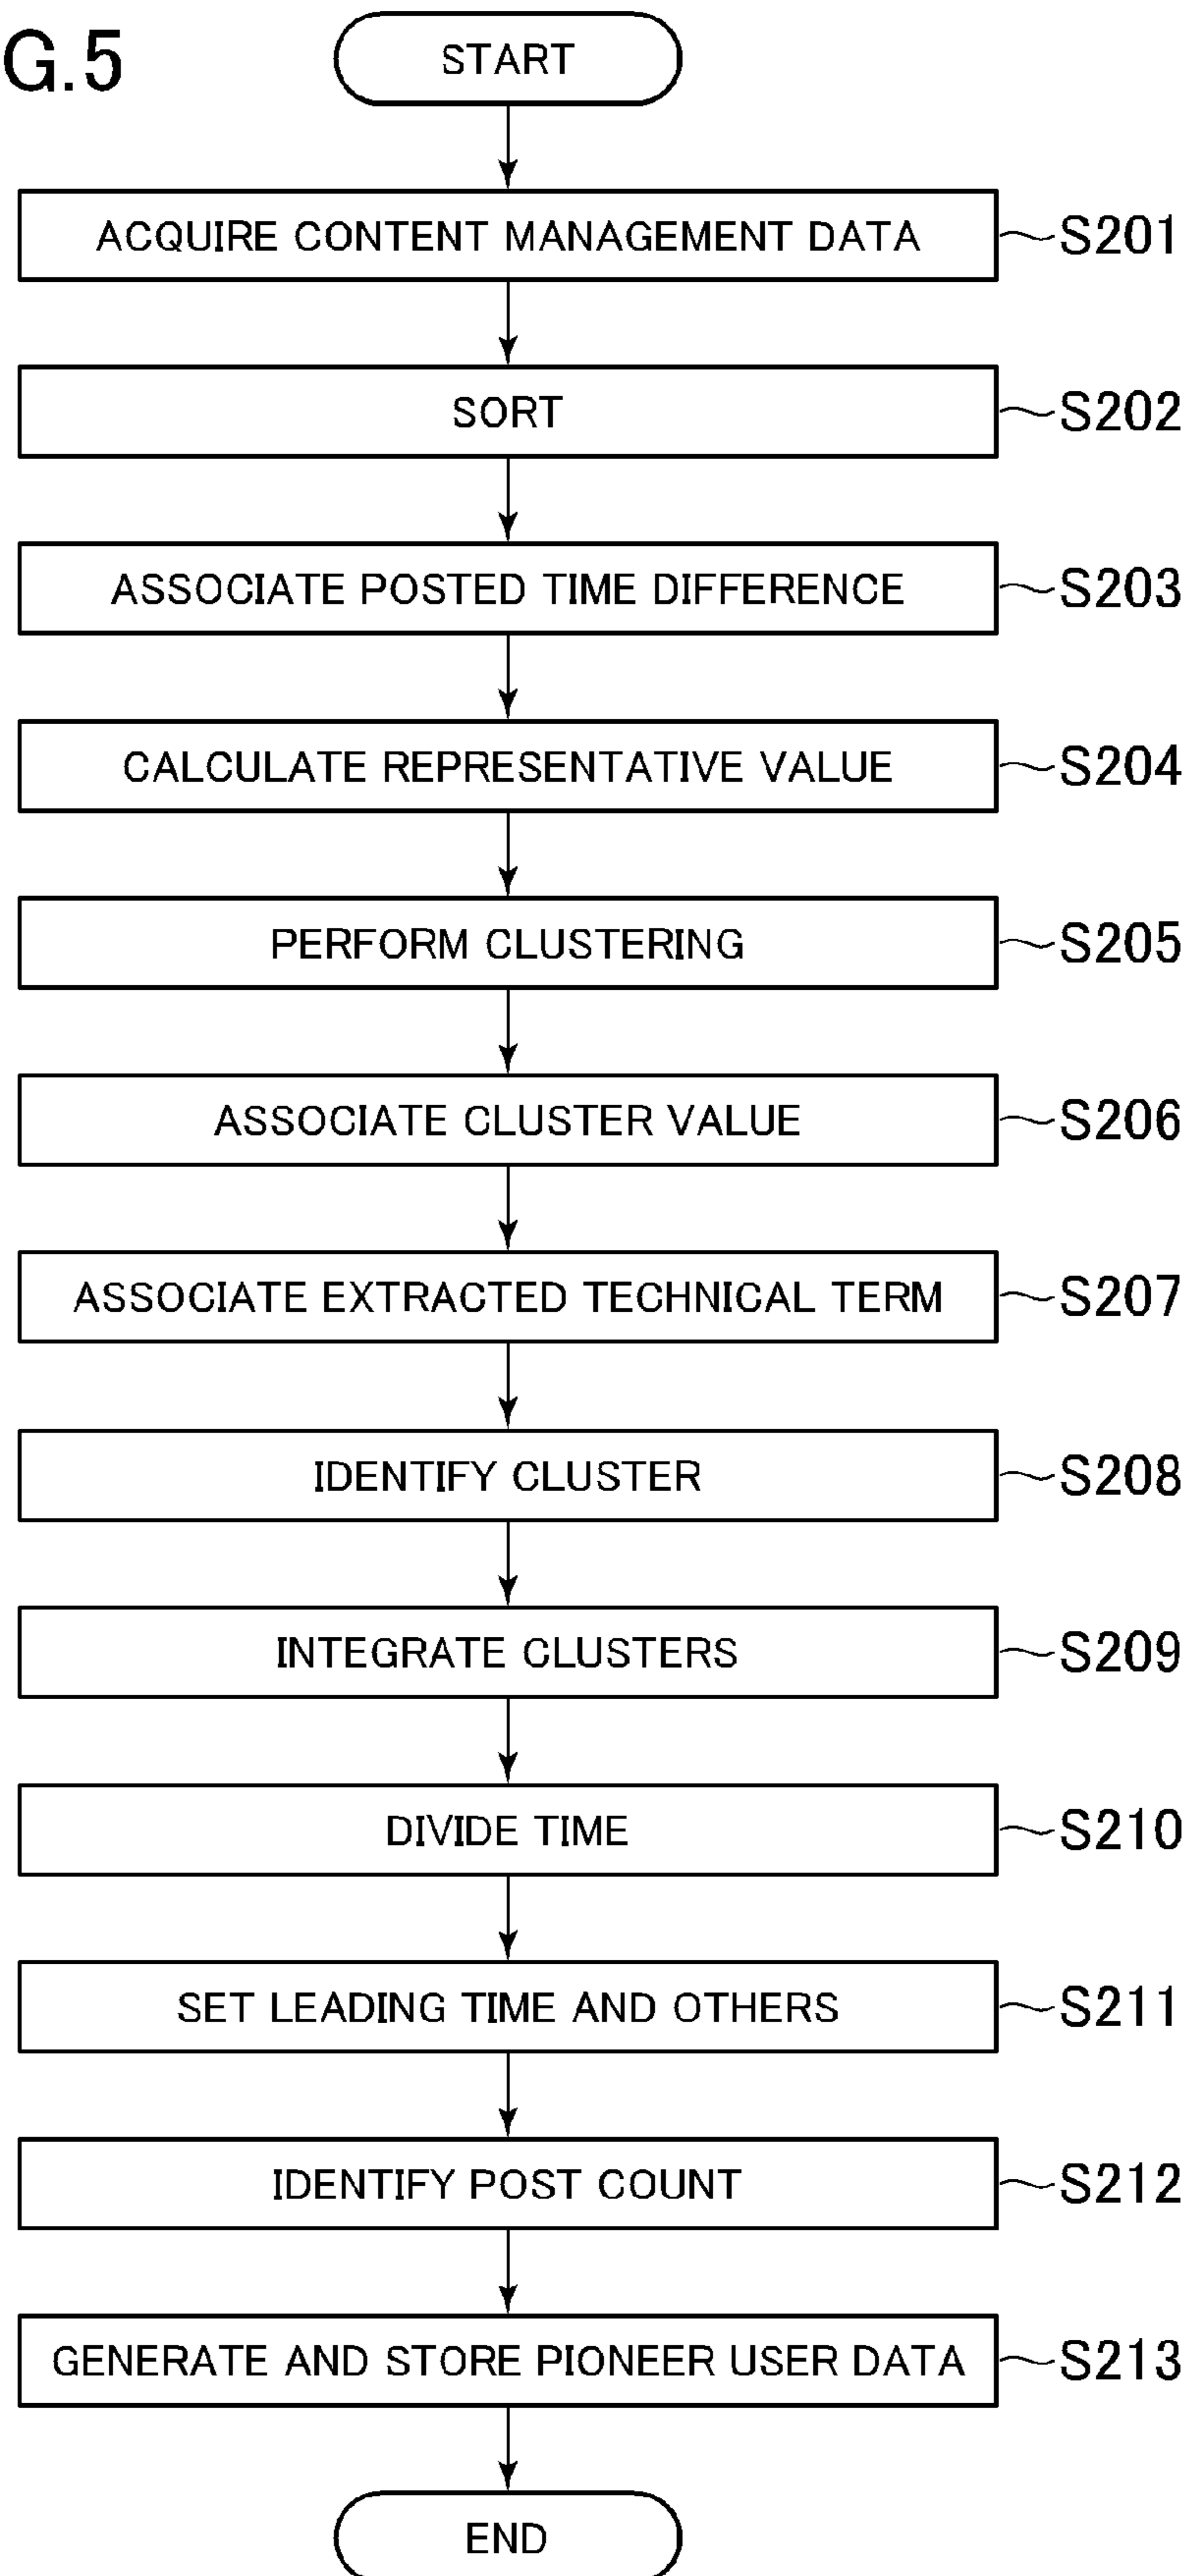 G.5
START
ACQUIRE CONTENT MANAGEMENT DATA S201
SORT S202
ASSOCIATE POSTED TIME DIFFERENCE S203
CALCULATE REPRESENTATIVE VALUE S204
PERFORM CLUSTERING S205
ASSOCIATE CLUSTER VALUE S206
ASSOCIATE EXTRACTED TECHNICAL TERM S207
IDENTIFY CLUSTER S208
INTEGRATE CLUSTERS S209
DIVIDE TIME S210
SET LEADING TIME AND OTHERS S211
IDENTIFY POST COUNT S212
GENERATE AND STORE PIONEER USER DATA S213
END